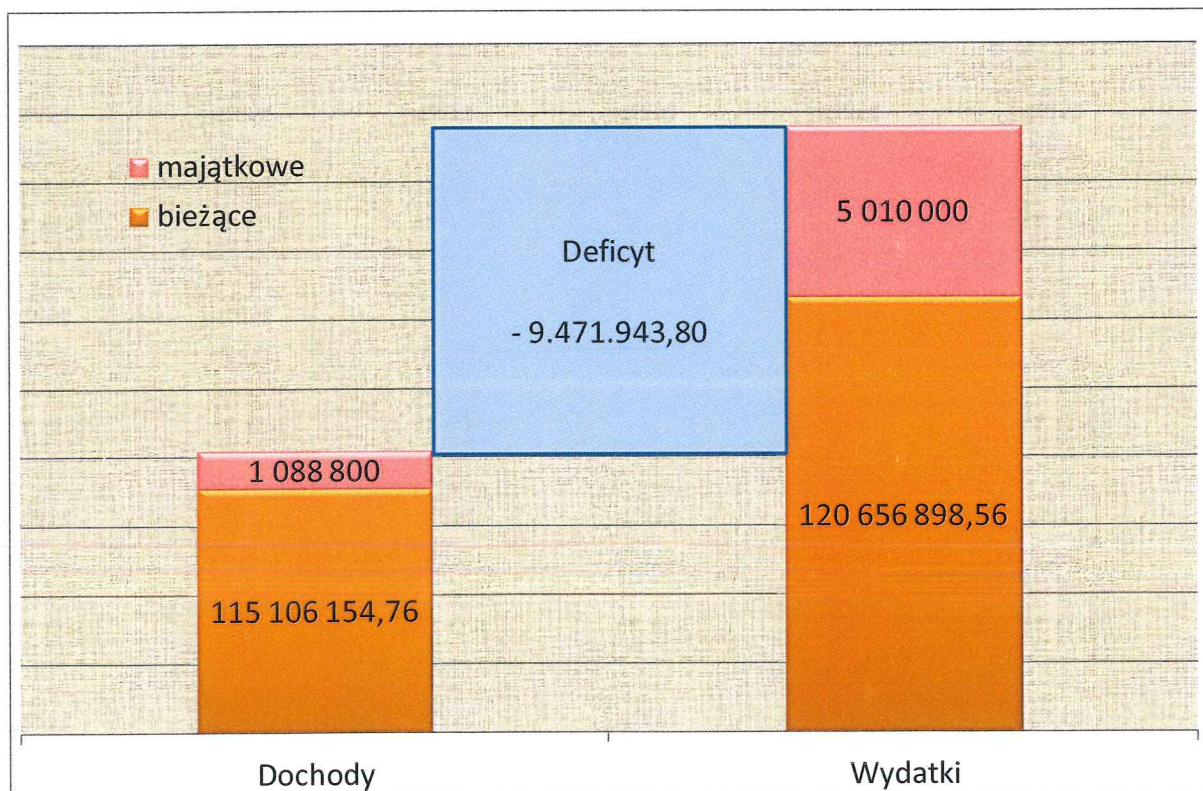 majątkowe
bieżące
Deficyt
- 9.471.943,80
5 010 000
1 088 800
120 656 898,56
115 106 154,76
Dochody
Wydatki